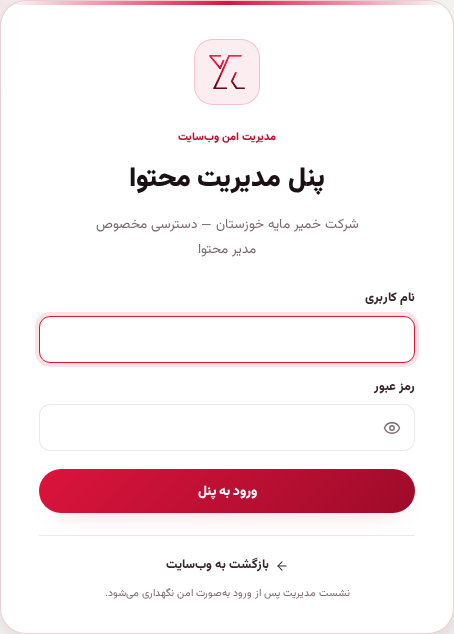 مدیریت امن وب‌سایت
پنل مدیریت محتوا
شرکت خمیر مایه خوزستان — دسترسی مخصوص
مدیر محتوا
نام کاربری
رمز عبور
ورود به پنل
بازگشت به وب‌سایت
نشست مدیریت پس از ورود به‌صورت امن نگهداری می‌شود.